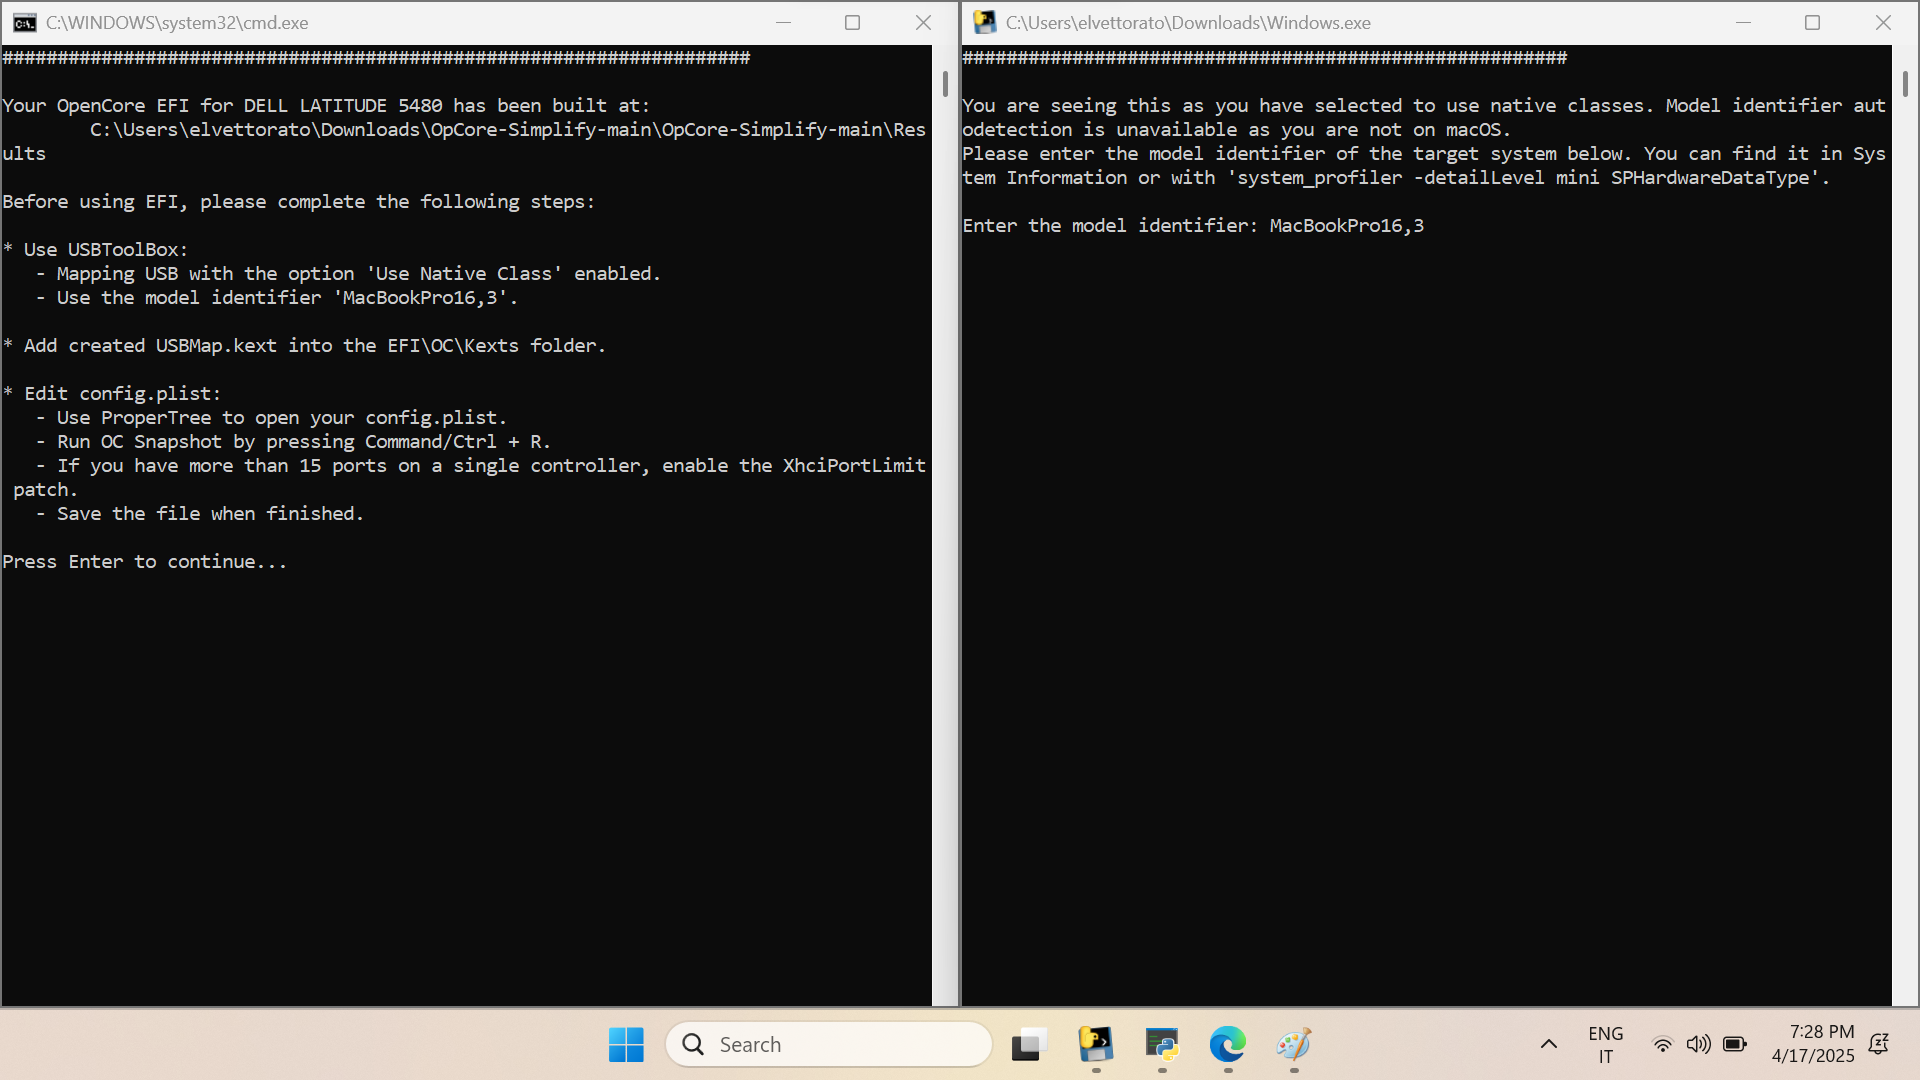 C:\WINDOWS\system32\cmd.exe
####################################################################
Your OpenCore EFI for DELL LATITUDE 5480 has been built at:
        C:\Users\elvettorato\Downloads\OpCore-Simplify-main\OpCore-Simplify-main\Res
ults
Before using EFI, please complete the following steps:
* Use USBToolBox:
   - Mapping USB with the option 'Use Native Class' enabled.
   - Use the model identifier 'MacBookPro16,3'.
* Add created USBMap.kext into the EFI\OC\Kexts folder.
* Edit config.plist:
   - Use ProperTree to open your config.plist.
   - Run OC Snapshot by pressing Command/Ctrl + R.
   - If you have more than 15 ports on a single controller, enable the XhciPortLimit
 patch.
   - Save the file when finished.
Press Enter to continue...
C:\Users\elvettorato\Downloads\Windows.exe
#######################################################
You are seeing this as you have selected to use native classes. Model identifier aut
odetection is unavailable as you are not on macOS.
Please enter the model identifier of the target system below. You can find it in Sys
tem Information or with 'system_profiler -detailLevel mini SPHardwareDataType'.
Enter the model identifier: MacBookPro16,3
Search
ENG
IT
7:28 PM
4/17/2025